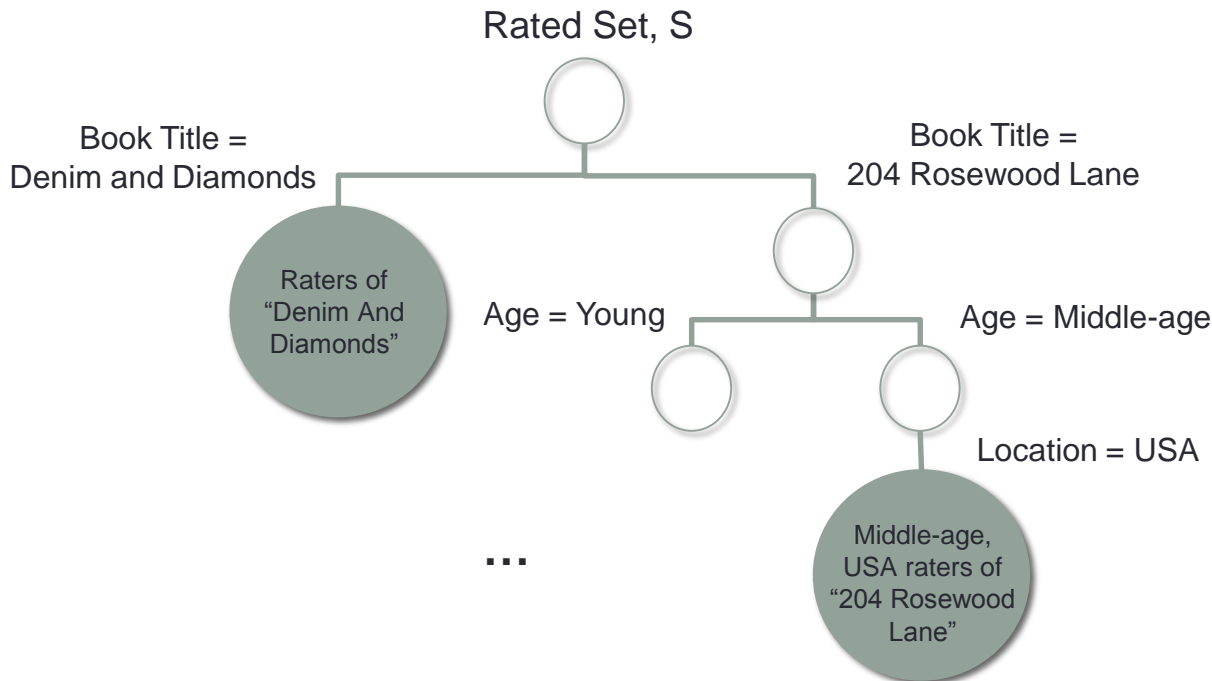 Rated Set, S
Book Title =
Denim and Diamonds
Book Title =
204 Rosewood Lane
Raters of
“Denim And
Diamonds”
Age = Young
Age = Middle-age
Location = USA
Middle-age,
USA raters of
“204 Rosewood
Lane”
...